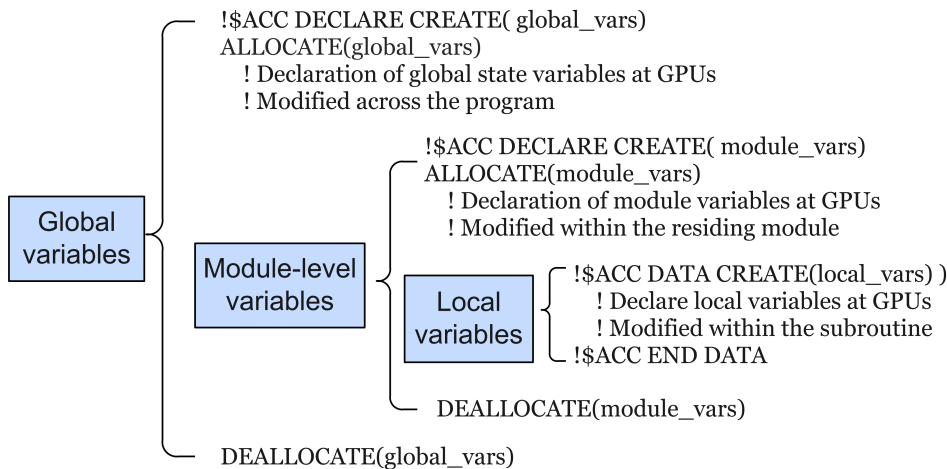 !$ACC DECLARE CREATE( global_vars)
ALLOCATE(global_vars)
! Declaration of global state variables at GPUs
! Modified across the program
!$ACC DECLARE CREATE( module_vars)
ALLOCATE(module_vars)
! Declaration of module variables at GPUs
! Modified within the residing module
Global
variables
Module-level
variables
Local
variables
!$ACC DATA CREATE(local_vars) )
! Declare local variables at GPUs
! Modified within the subroutine
!$ACC END DATA
DEALLOCATE(module_vars)
DEALLOCATE(global_vars)